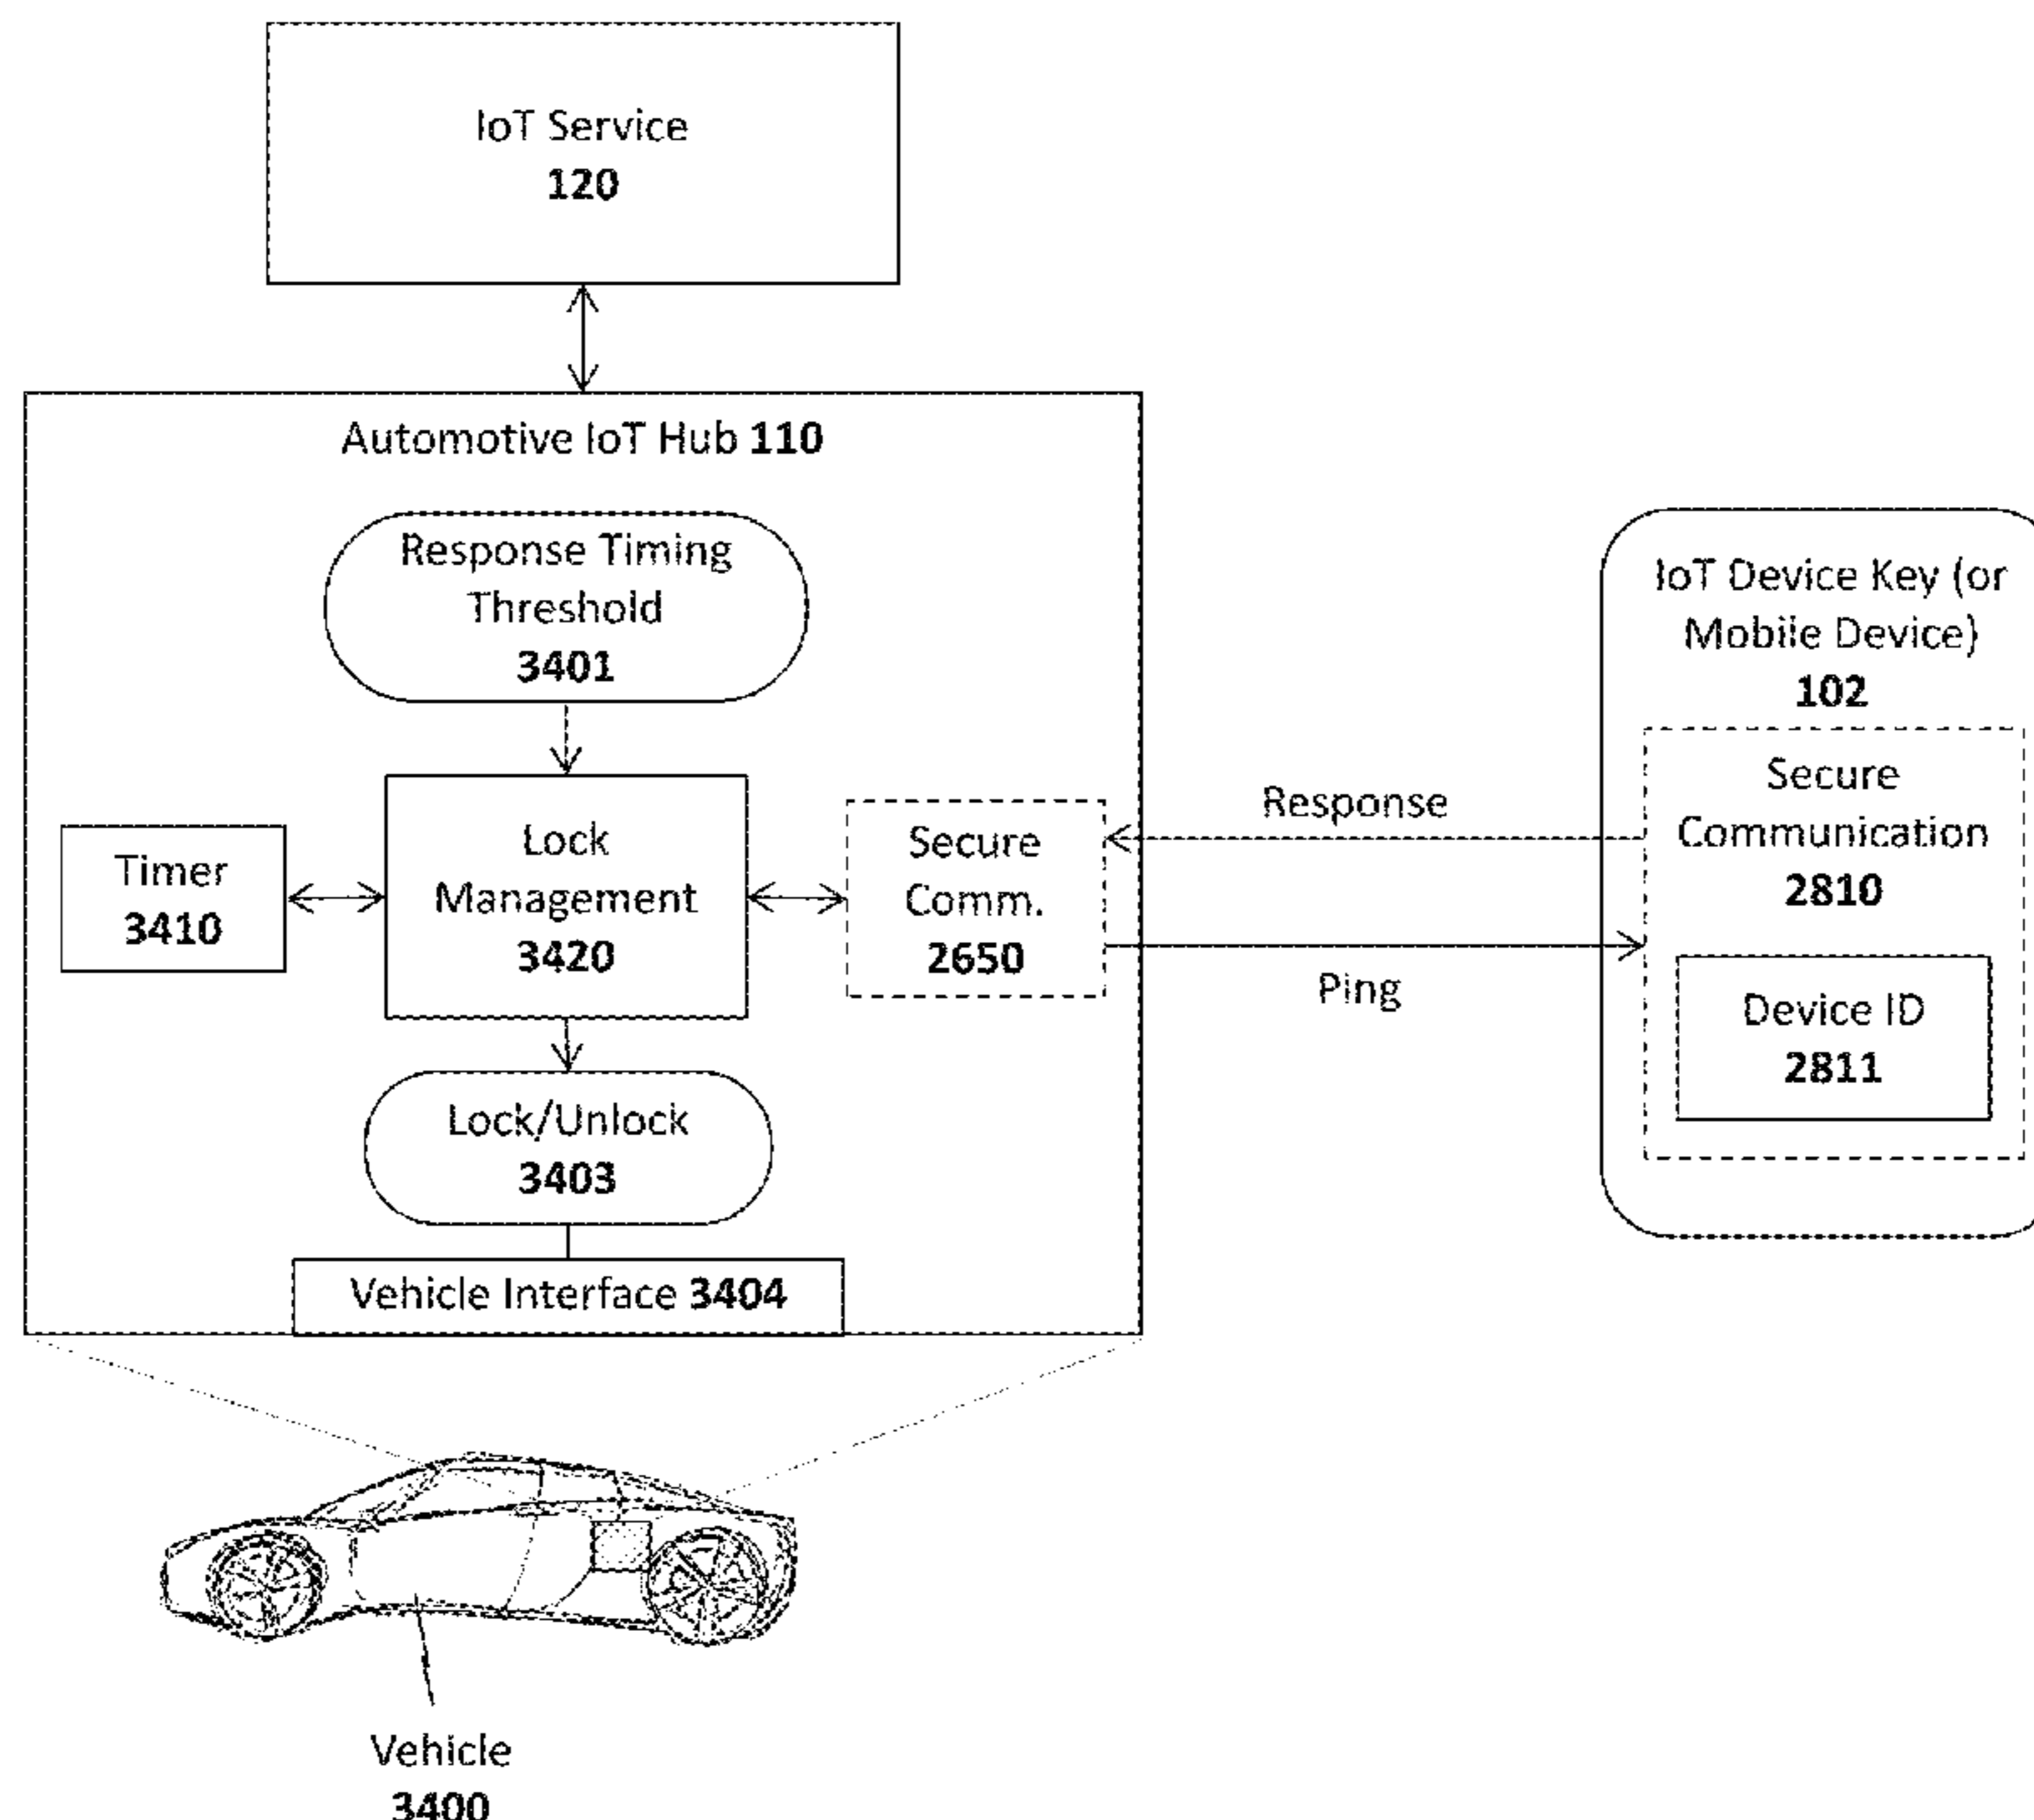 IoT Service
120
Automotive IoT Hub 110
Response Timing
Threshold
3401
Timer
3410
Lock
Management
3420
Secure
Comm.
2650
Lock/Unlock
3403
Vehicle Interface 3404
Response
Ping
IoT Device Key (or
Mobile Device)
102
Secure
Communication
2810
Device ID
2811
Vehicle
3400